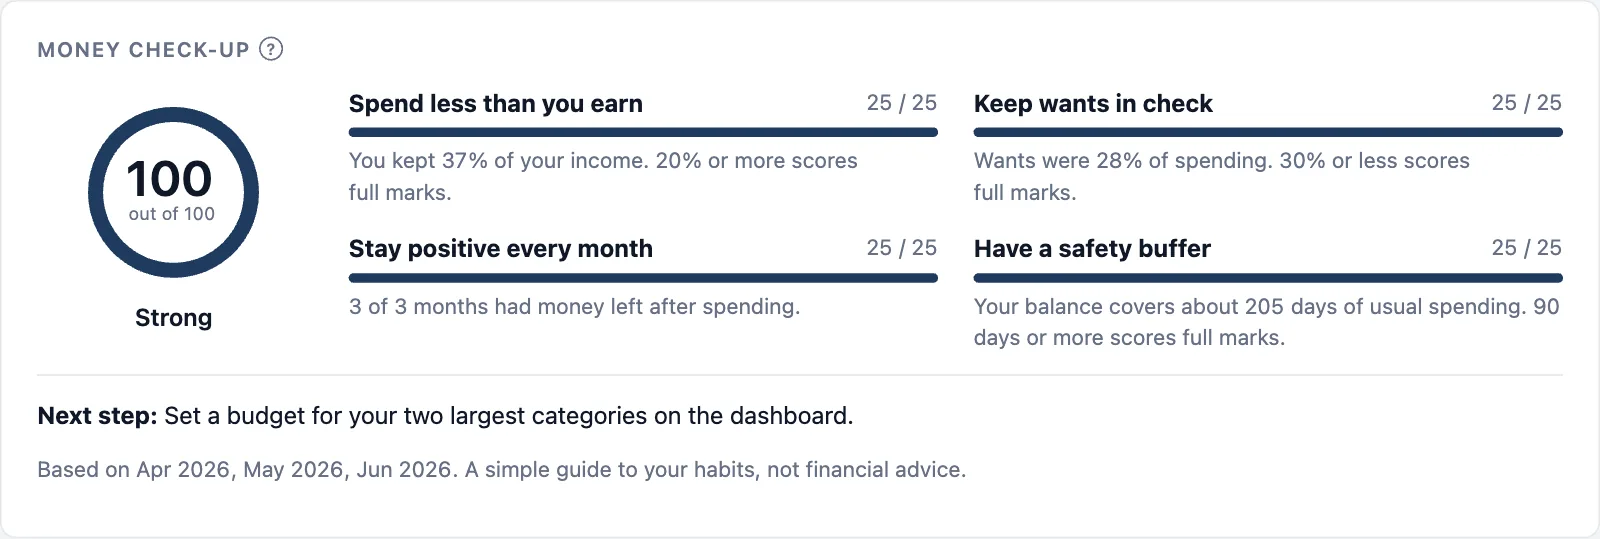 MONEY CHECK-UP ?
100
out of 100
Strong
Spend less than you earn 25 / 25
You kept 37% of your income. 20% or more scores
full marks.
Keep wants in check 25 / 25
Wants were 28% of spending. 30% or less scores
full marks.
Stay positive every month 25 / 25
3 of 3 months had money left after spending.
Have a safety buffer 25 / 25
Your balance covers about 205 days of usual spending. 90
days or more scores full marks.
Next step: Set a budget for your two largest categories on the dashboard.
Based on Apr 2026, May 2026, Jun 2026. A simple guide to your habits, not financial advice.